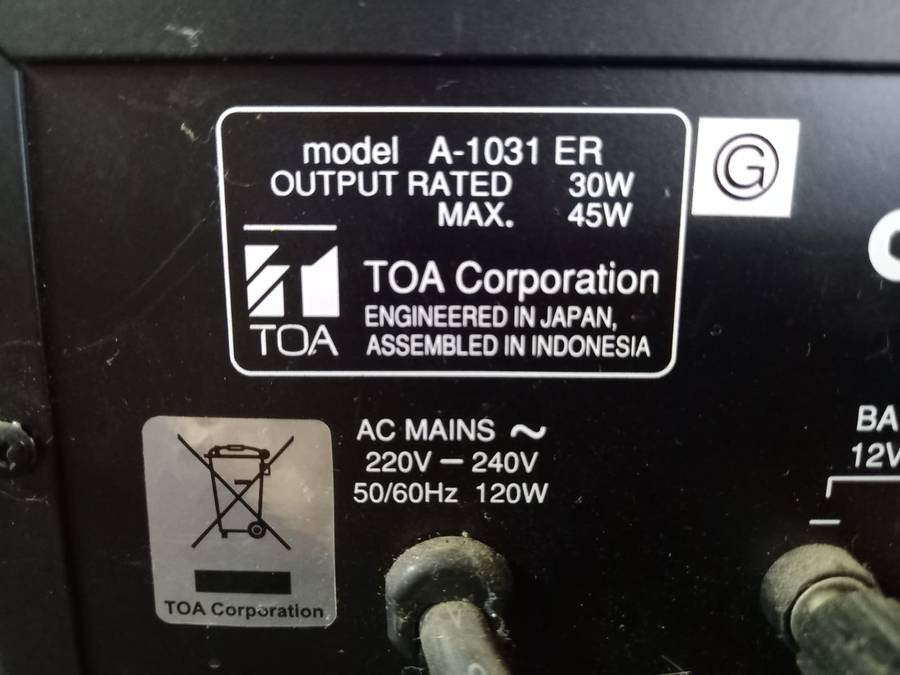 model A-1031 ER
OUTPUT RATED 30W
MAX. 45W
TOA
TOA Corporation
ENGINEERED IN JAPAN,
ASSEMBLED IN INDONESIA
G
AC MAINS ~
220V – 240V
50/60Hz 120W
TOA Corporation
BA
12V